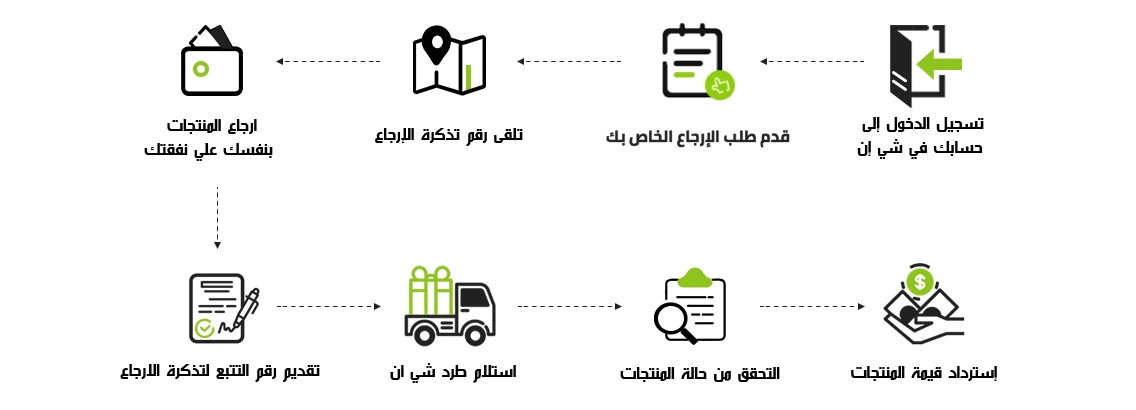 تسجيل الدخول إلى
حسابك في شي إن
قدم طلب الإرجاع الخاص بك
تلقى رقم تذكرة الإرجاع
ارجاع المنتجات
بنفسك علي نفقتك
تقديم رقم التتبع لتذكرة الارجاع
استلام طرد شي ان
التحقق من حالة المنتجات
إسترداد قيمة المنتجات